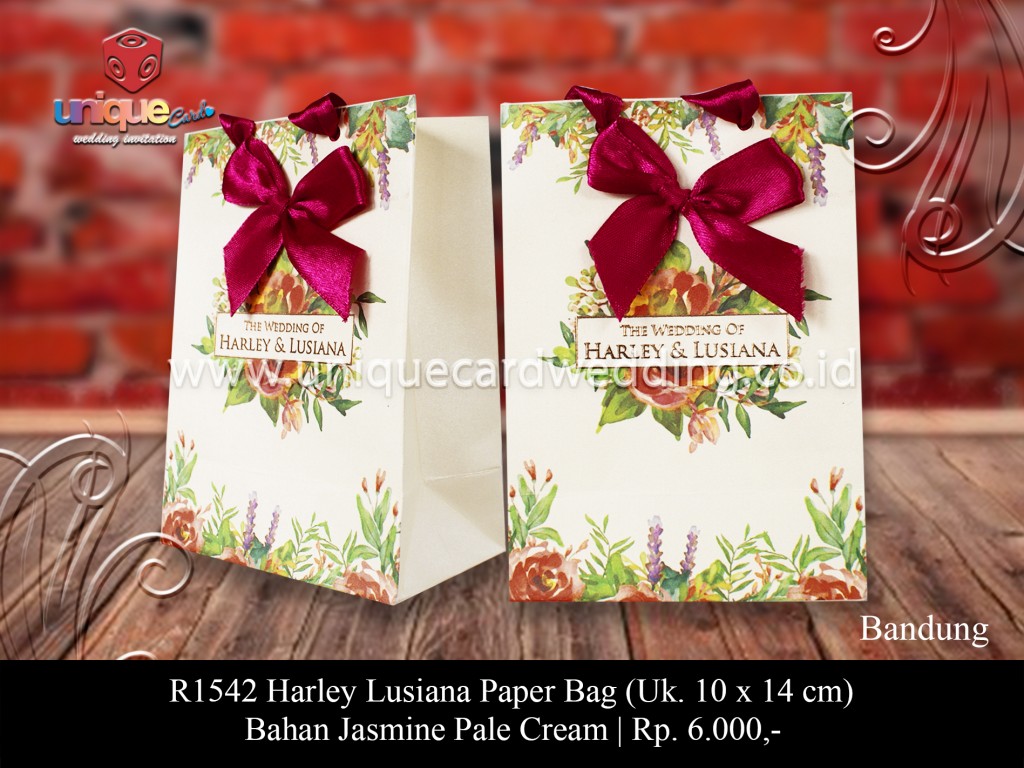 unique Card
wedding invitation
THE WEDDING OF
HARLEY & LUSIANA
THE WEDDING OF
HARLEY & LUSIANA
www.uniquecardwedding.co.id
Bandung
R1542 Harley Lusiana Paper Bag (Uk. 10 x 14 cm)
Bahan Jasmine Pale Cream | Rp. 6.000,-